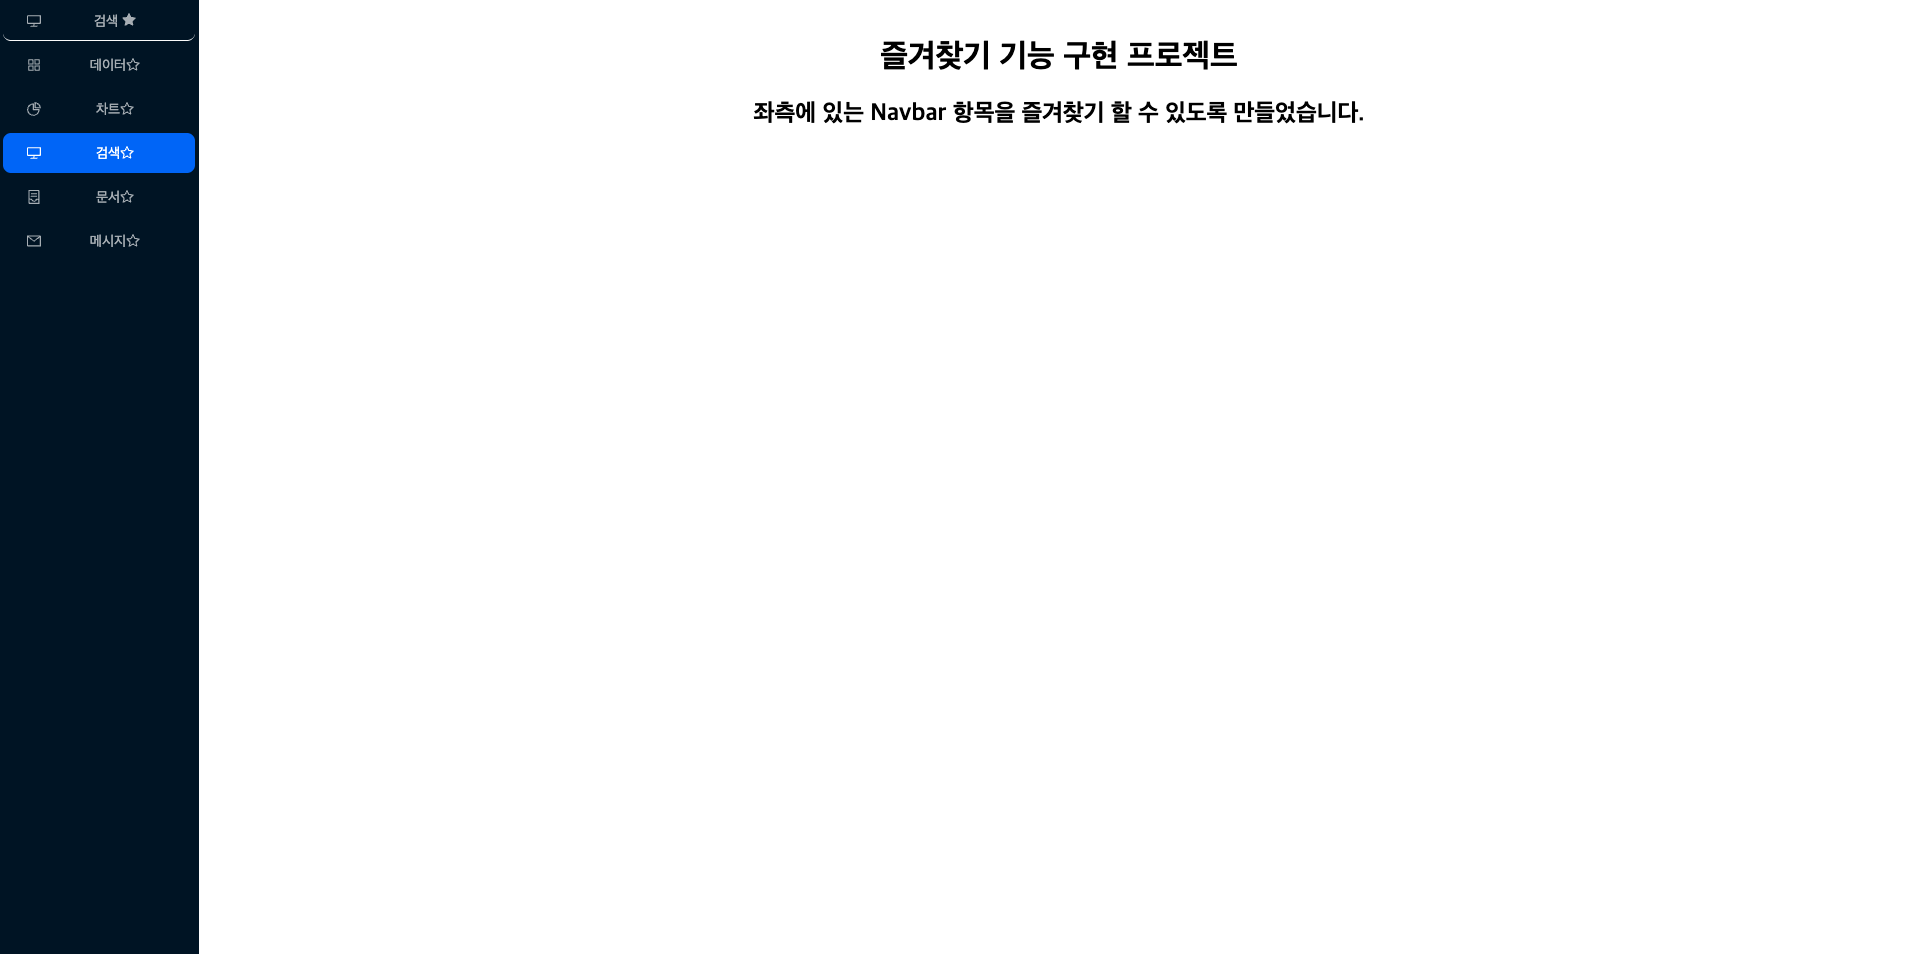 검색 ★
데이터☆
차트☆
검색☆
문서☆
메시지☆
즐겨찾기 기능 구현 프로젝트
좌측에 있는 Navbar 항목을 즐겨찾기 할 수 있도록 만들었습니다.